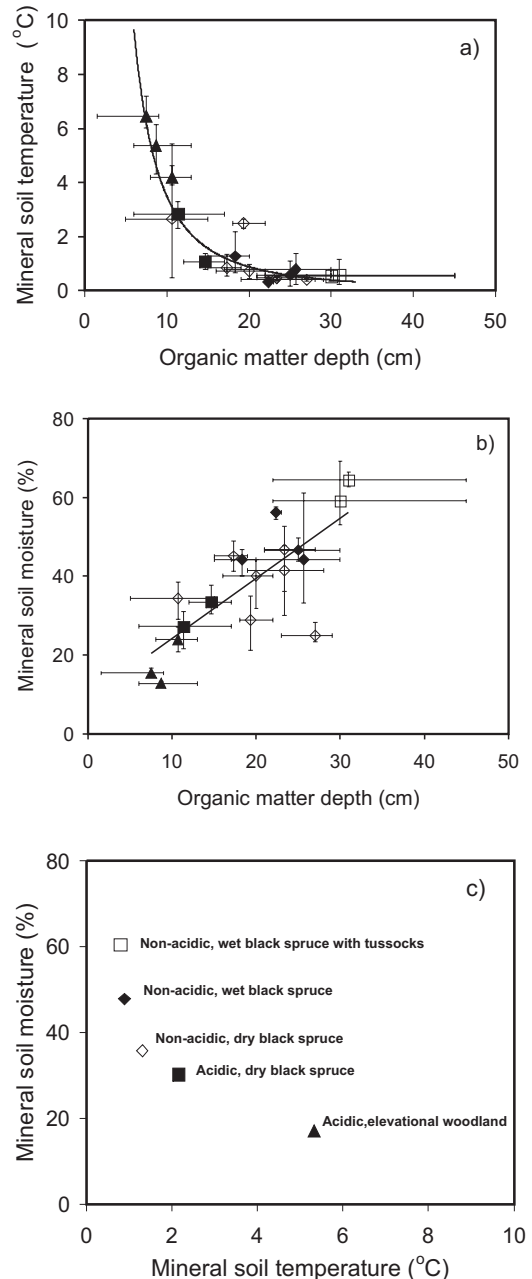 a)
10
8
6
4
2
0
Mineral soil temperature (°C)
0 10 20 30 40 50
Organic matter depth (cm)
b)
80
60
40
20
0
Mineral soil moisture (%)
0 10 20 30 40 50
Organic matter depth (cm)
c)
80
60
40
20
0
Mineral soil moisture (%)
Non-acidic, wet black spruce with tussocks
Non-acidic, wet black spruce
Non-acidic, dry black spruce
Acidic, dry black spruce
Acidic,elevational woodland
0 2 4 6 8 10
Mineral soil temperature (°C)